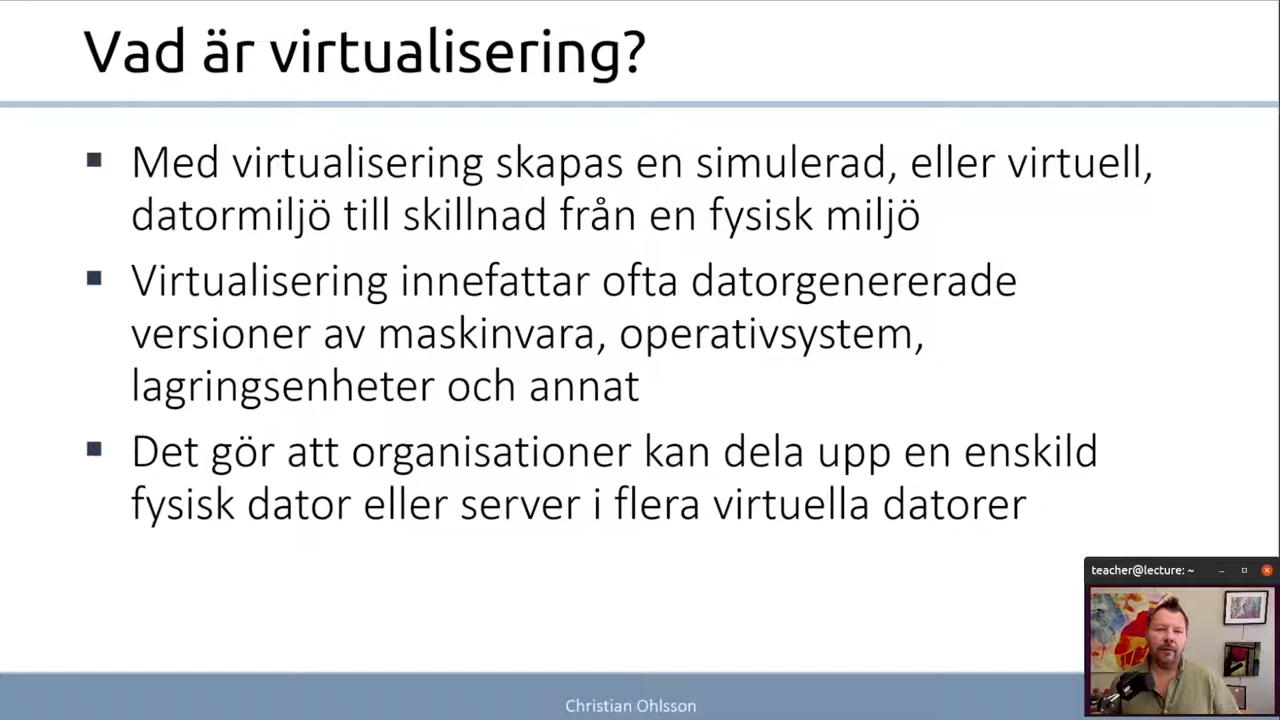 Vad är virtualisering?
Med virtualisering skapas en simulerad, eller virtuell,
datormiljö till skillnad från en fysisk miljö
Virtualisering innefattar ofta datorgenererade
versioner av maskinvara, operativsystem,
lagringsenheter och annat
Det gör att organisationer kan dela upp en enskild
fysisk dator eller server i flera virtuella datorer
teacher@lecture: ~
Christian Ohlsson